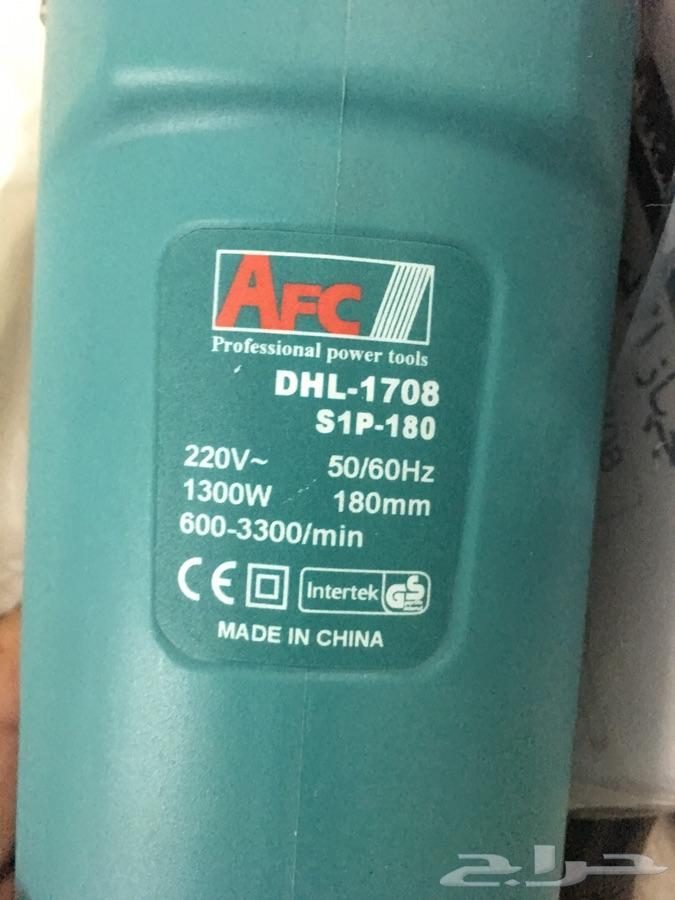 AFC
Professional power tools
DHL-1708
S1P-180
220V~ 50/60Hz
1300W 180mm
600-3300/min
CE Intertek GS
MADE IN CHINA
حراج